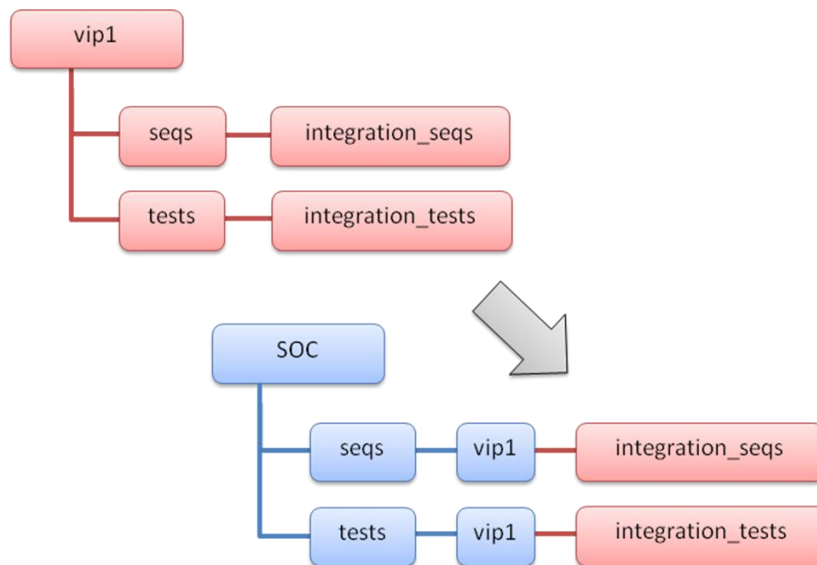 vip1
seqs integration_seqs
tests integration_tests
SOC
seqs vip1 integration_seqs
tests vip1 integration_tests